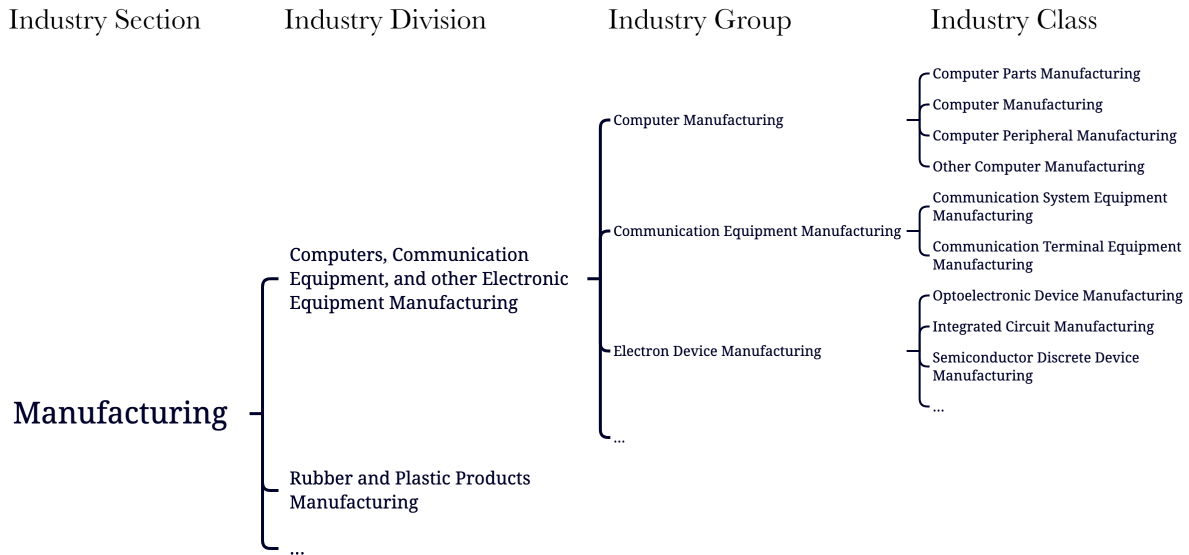 Industry Section
Industry Division
Industry Group
Industry Class
Manufacturing
Computers, Communication
Equipment, and other Electronic
Equipment Manufacturing
Rubber and Plastic Products
Manufacturing
...
Computer Manufacturing
Communication Equipment Manufacturing
Electron Device Manufacturing
...
Computer Parts Manufacturing
Computer Manufacturing
Computer Peripheral Manufacturing
Other Computer Manufacturing
Communication System Equipment
Manufacturing
Communication Terminal Equipment
Manufacturing
Optoelectronic Device Manufacturing
Integrated Circuit Manufacturing
Semiconductor Discrete Device
Manufacturing
...